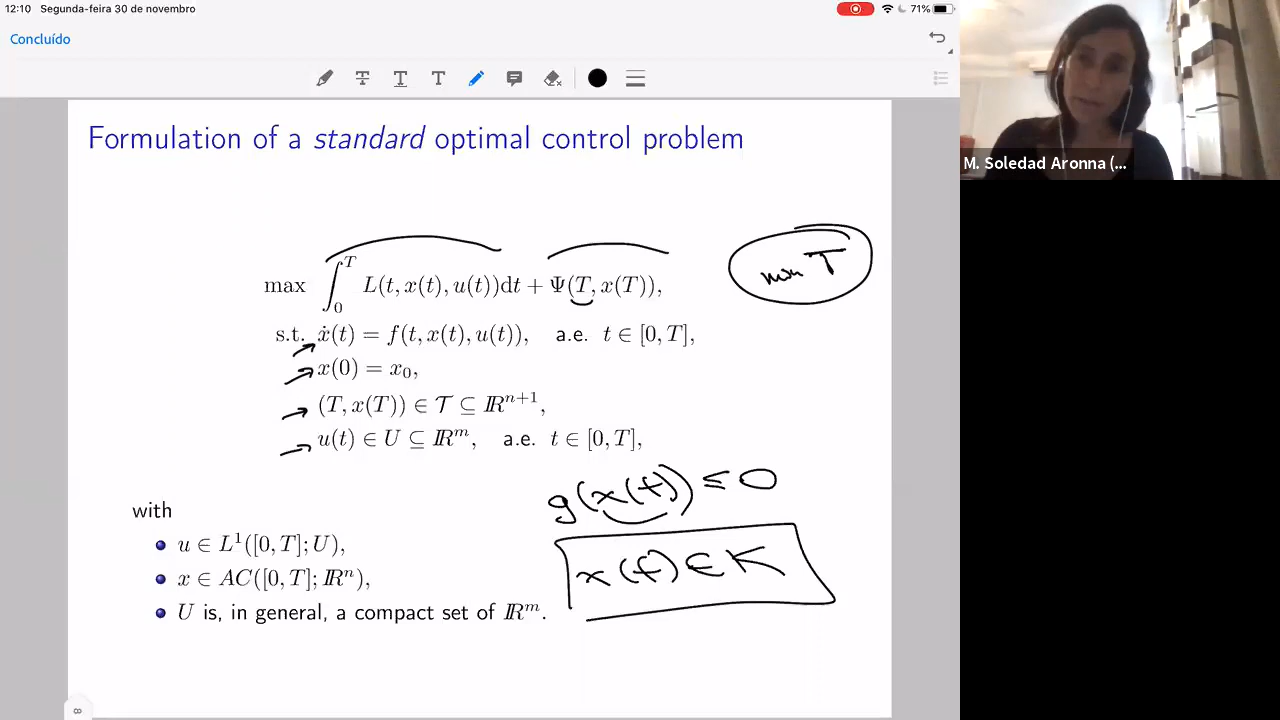 12:10 Segunda-feira 30 de novembro
71%
Concluído
M. Soledad Aronna (...
Formulation of a standard optimal control problem
max ∫₀ᵀ L(t, x(t), u(t))dt + Ψ(T, x(T)),
min T
s.t. ẋ(t) = f(t, x(t), u(t)), a.e. t ∈ [0, T],
x(0) = x₀,
(T, x(T)) ∈ 𝒯 ⊆ ℝⁿ⁺¹,
u(t) ∈ U ⊆ ℝᵐ, a.e. t ∈ [0, T],
g(x(t)) ≤ 0
with
• u ∈ L¹([0, T]; U),
x(t) ∈ K
• x ∈ AC([0, T]; ℝⁿ),
• U is, in general, a compact set of ℝᵐ.
8